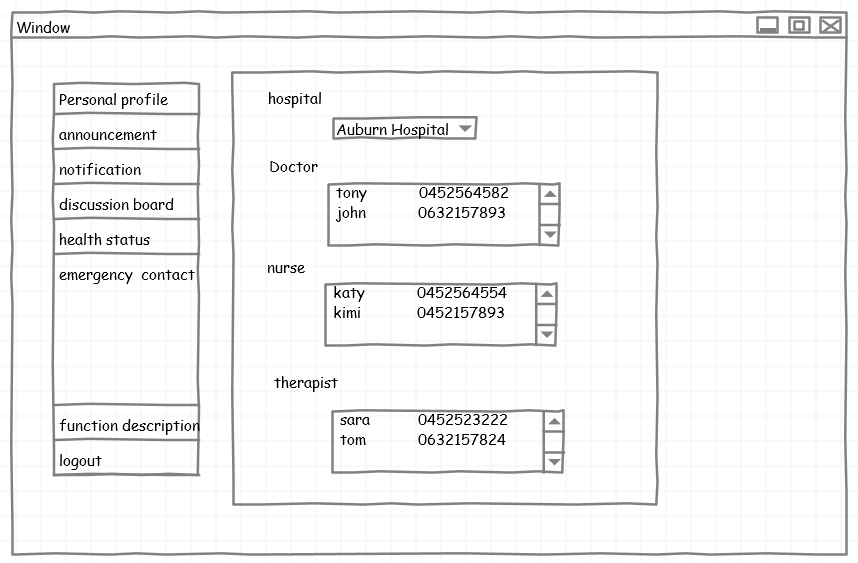 Window
Personal profile
announcement
notification
discussion board
health status
emergency contact
function description
logout
hospital
Auburn Hospital
Doctor
tony 0452564582
john 0632157893
nurse
katy 0452564554
kimi 0452157893
therapist
sara 0452523222
tom 0632157824